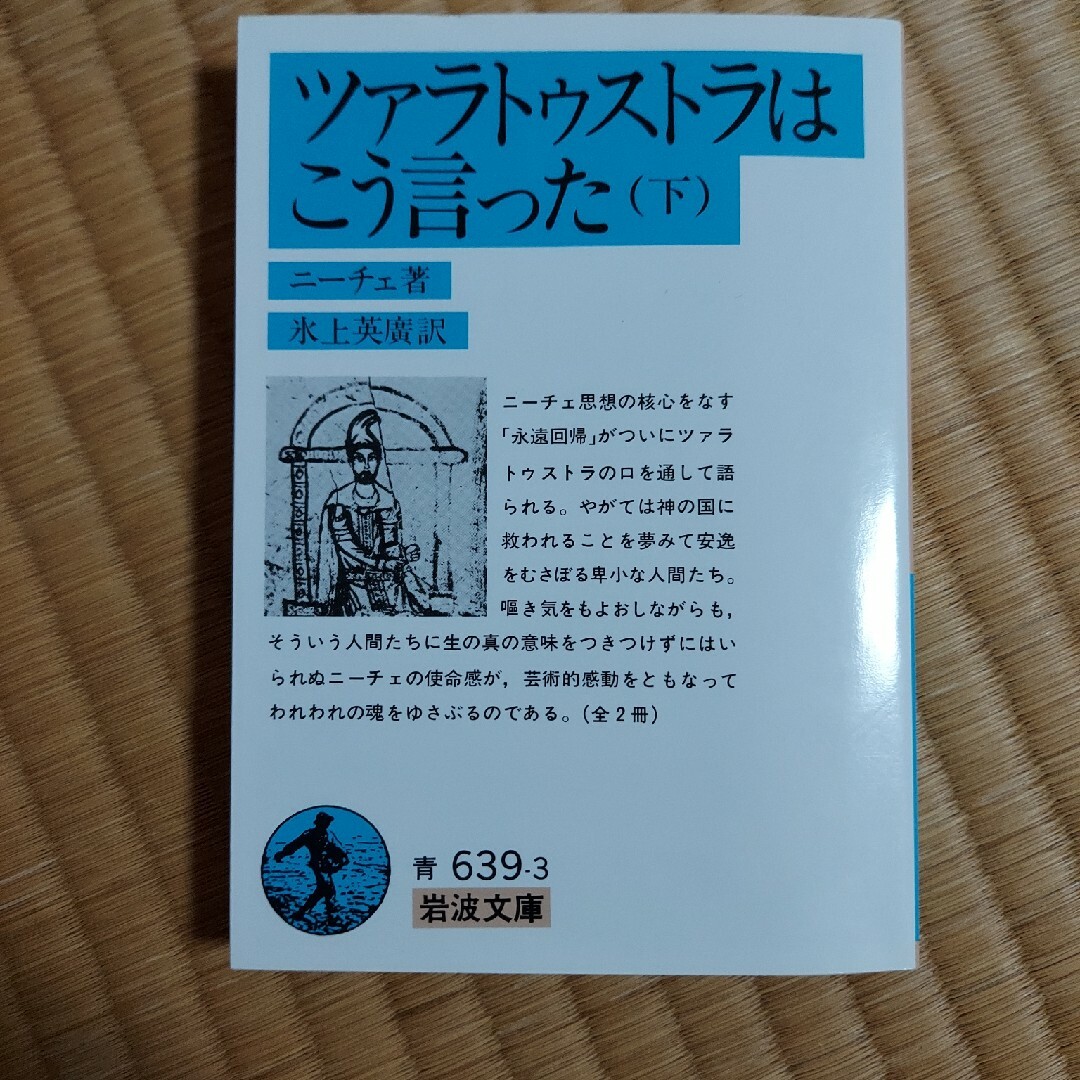 ツァラトゥストラは
こう言った(下)
ニーチェ著
氷上英廣訳
ニーチェ思想の核心をなす
「永遠回帰」がついにツァラ
トゥストラの口を通して語
られる。やがては神の国に
救われることを夢みて安逸
をむさぼる卑小な人間たち。
嘔き気をもよおしながらも,
そういう人間たちに生の真の意味をつきつけずにはい
られぬニーチェの使命感が,芸術的感動をともなって
われわれの魂をゆさぶるのである。(全2冊)
青 639-3
岩波文庫